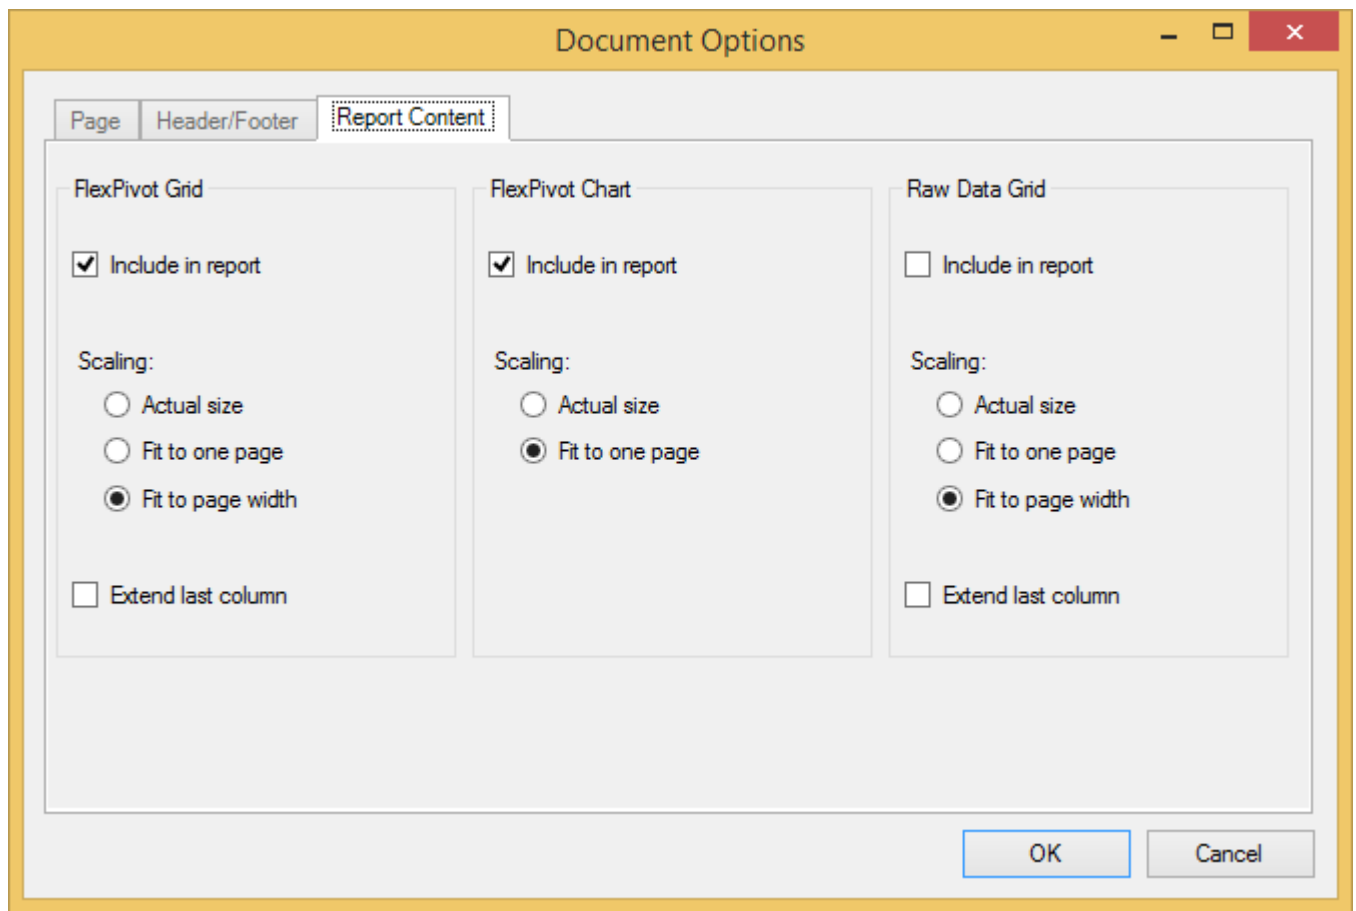 Document Options
Page Header/Footer Report Content
FlexPivot Grid
Include in report
Scaling:
Actual size
Fit to one page
Fit to page width
Extend last column
FlexPivot Chart
Include in report
Scaling:
Actual size
Fit to one page
Raw Data Grid
Include in report
Scaling:
Actual size
Fit to one page
Fit to page width
Extend last column
OK Cancel